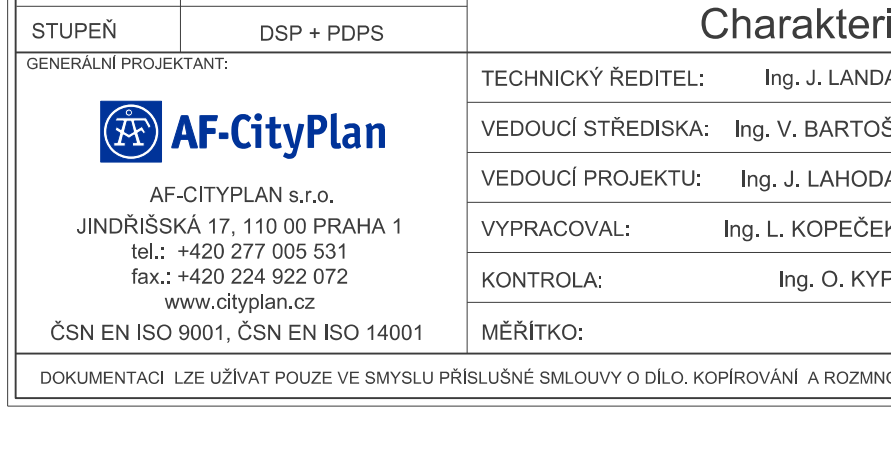 STUPEŇ
DSP + PDPS
GENERÁLNÍ PROJEKTANT:
AF-CityPlan
AF-CITYPLAN s.r.o.
JINDŘIŠSKÁ 17, 110 00 PRAHA 1
tel.: +420 277 005 531
fax.: +420 224 922 072
www.cityplan.cz
ČSN EN ISO 9001, ČSN EN ISO 14001
Charakteri
TECHNICKÝ ŘEDITEL: Ing. J. LANDA
VEDOUCÍ STŘEDISKA: Ing. V. BARTOŠ
VEDOUCÍ PROJEKTU: Ing. J. LAHODA
VYPRACOVAL: Ing. L. KOPEČEK
KONTROLA: Ing. O. KYP
MĚŘÍTKO:
DOKUMENTACI LZE UŽÍVAT POUZE VE SMYSLU PŘÍSLUŠNÉ SMLOUVY O DÍLO. KOPÍROVÁNÍ A ROZMNO